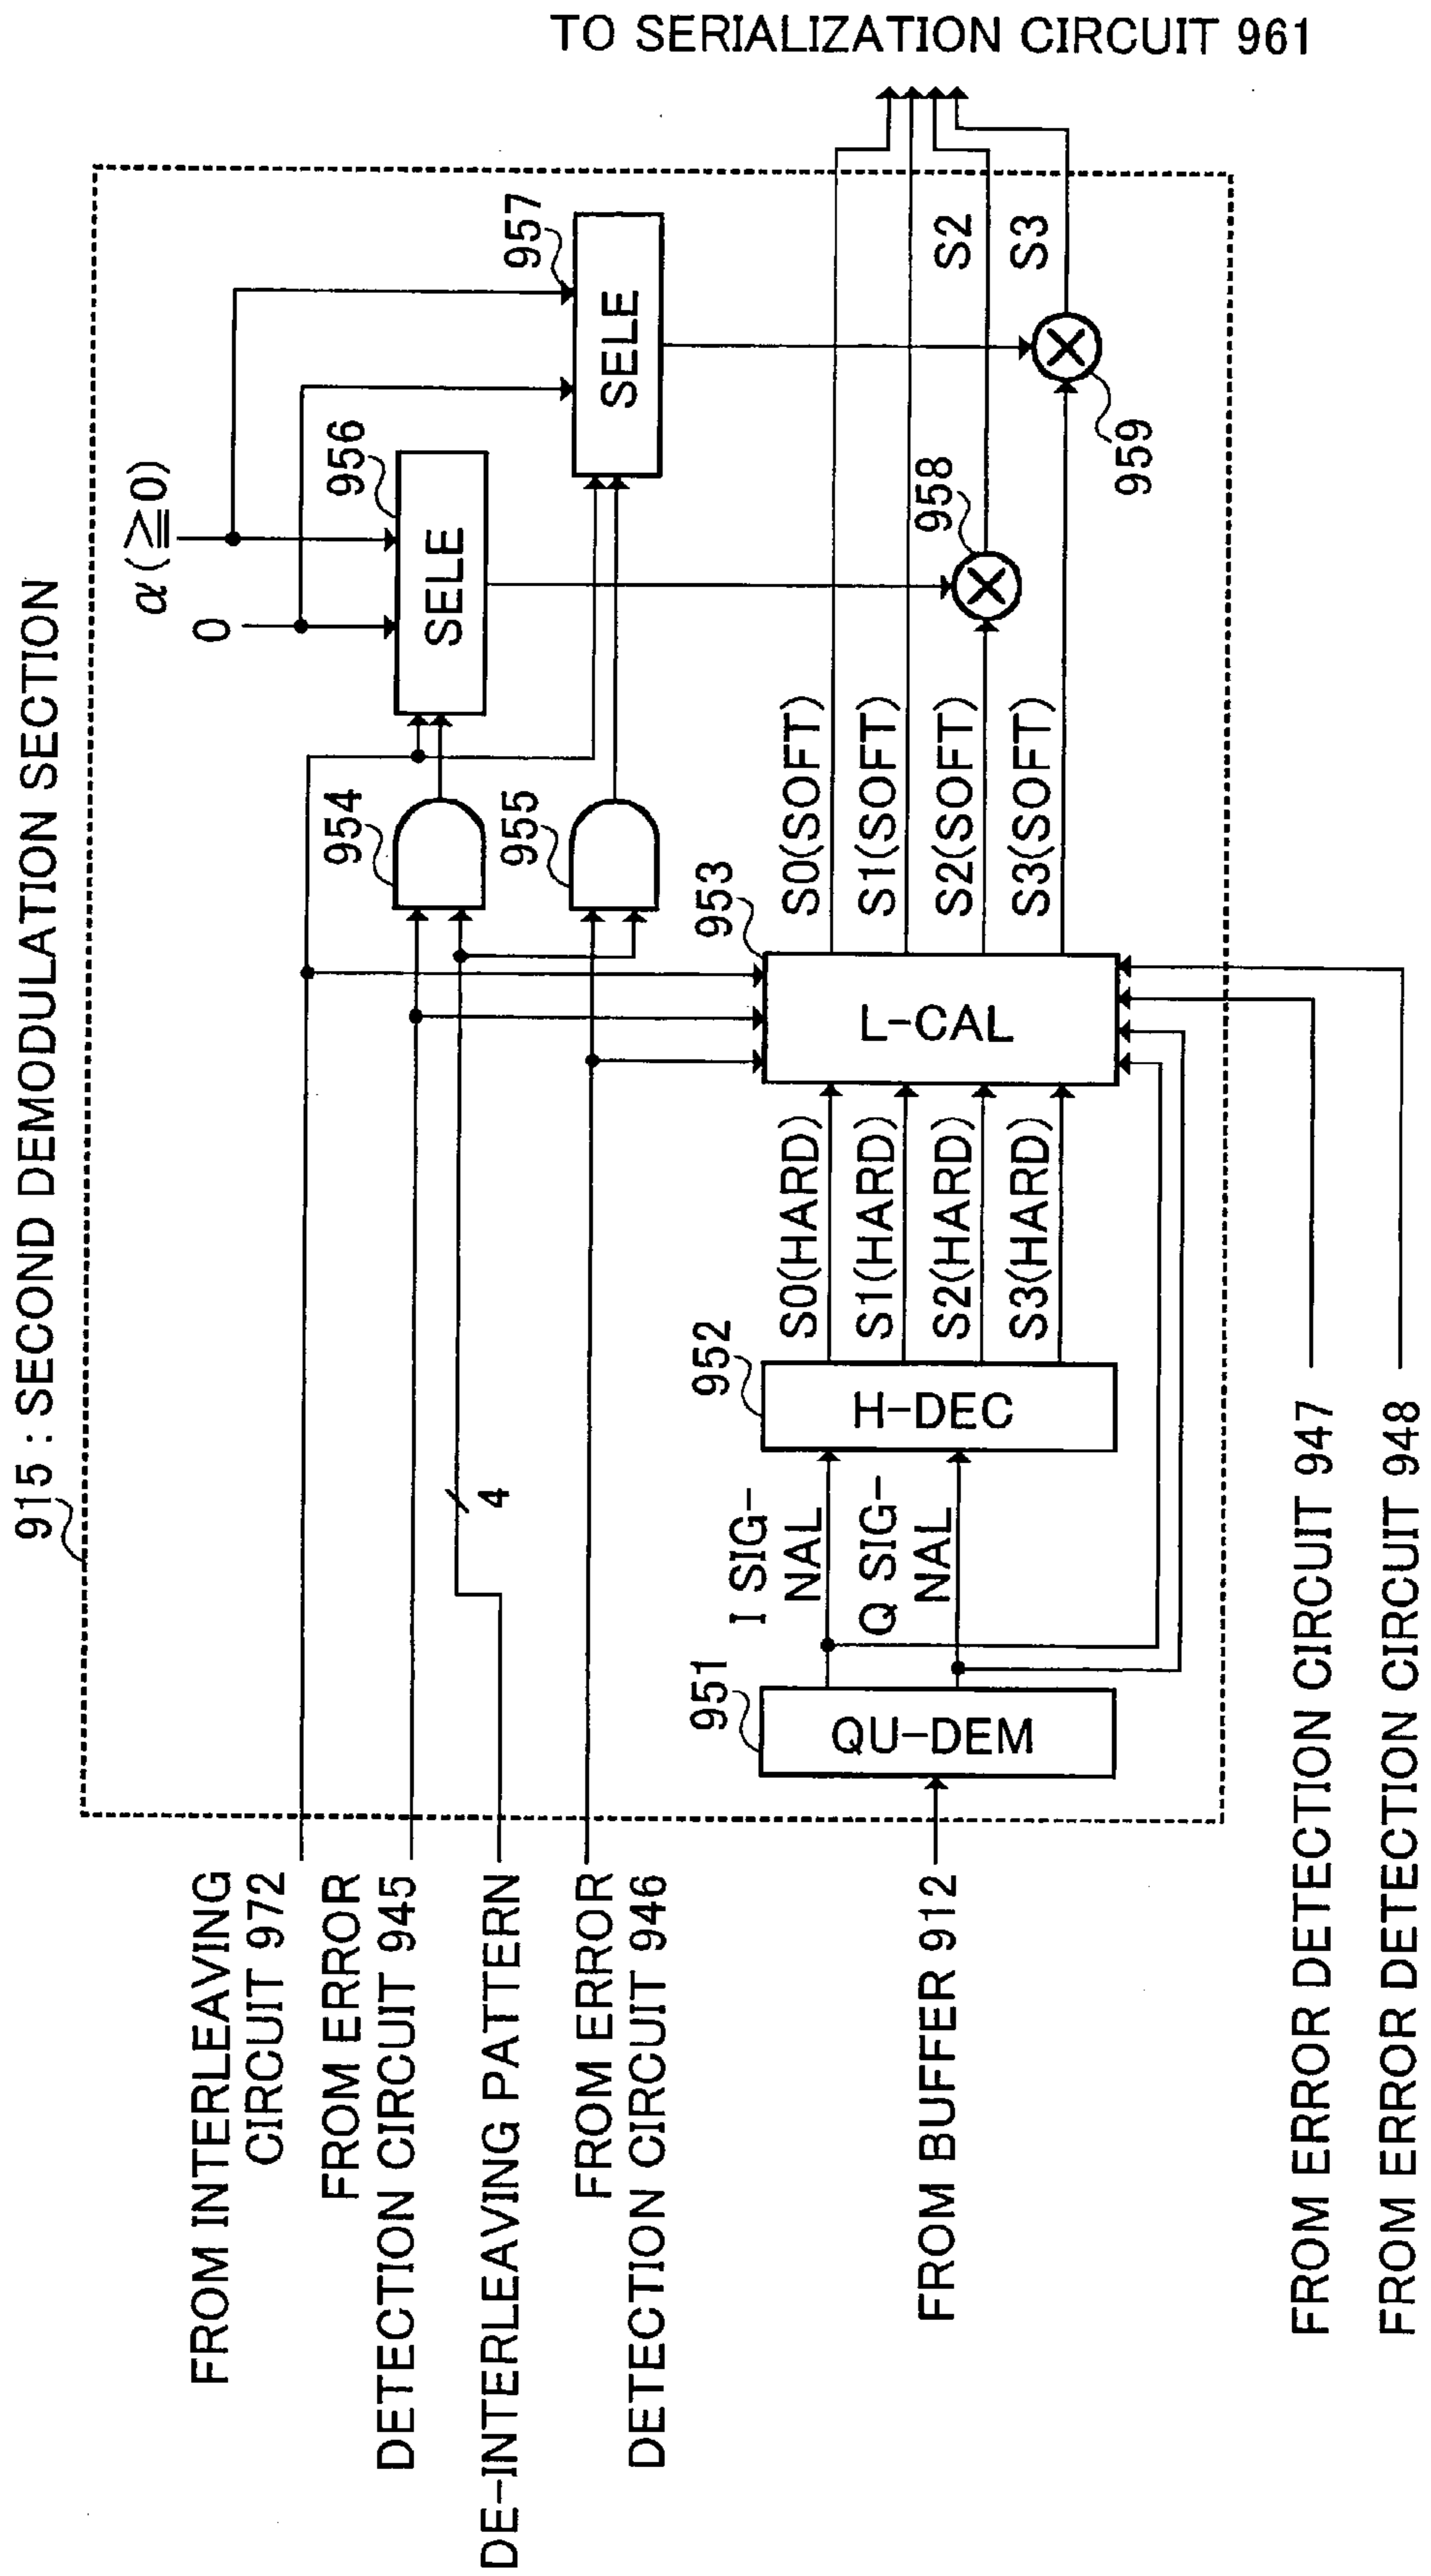 915 : SECOND DEMODULATION SECTION
FROM INTERLEAVING
CIRCUIT 972
FROM ERROR
DETECTION CIRCUIT 945
DE-INTERLEAVING PATTERN
FROM ERROR
DETECTION CIRCUIT 946
FROM BUFFER 912
FROM ERROR DETECTION CIRCUIT 947
FROM ERROR DETECTION CIRCUIT 948
4
951
QU-DEM
I SIG-
NAL
Q SIG-
NAL
952
H-DEC
S0(HARD)
S1(HARD)
S2(HARD)
S3(HARD)
953
L-CAL
S0(SOFT)
S1(SOFT)
S2(SOFT)
S3(SOFT)
954
955
0
α(≧0)
956
SELE
957
SELE
958
959
S2
S3
TO SERIALIZATION CIRCUIT 961